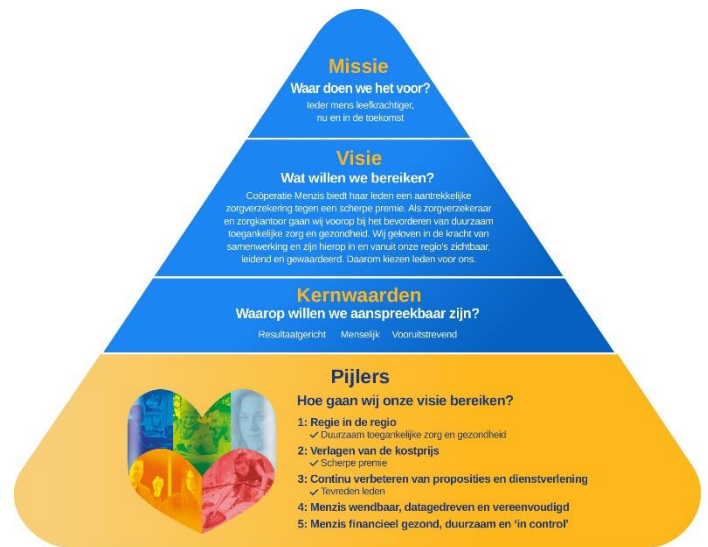 Missie
Waar doen we het voor?
Ieder mens leefkrachtiger,
nu en in de toekomst
Visie
Wat willen we bereiken?
Coöperatie Menzis biedt haar leden een aantrekkelijke
zorgverzekering tegen een scherpe premie. Als zorgverzekeraar
en zorgkantoor gaan wij voorop bij het bevorderen van duurzaam
toegankelijke zorg en gezondheid. Wij geloven in de kracht van
samenwerking en zijn hierop in en vanuit onze regio's zichtbaar,
leidend en gewaardeerd. Daarom kiezen leden voor ons.
Kernwaarden
Waarop willen we aanspreekbaar zijn?
Resultaatgericht Menselijk Vooruitstrevend
Pijlers
Hoe gaan wij onze visie bereiken?
1: Regie in de regio
✓ Duurzaam toegankelijke zorg en gezondheid
2: Verlagen van de kostprijs
✓ Scherpe premie
3: Continu verbeteren van proposities en dienstverlening
✓ Tevreden leden
4: Menzis wendbaar, datagedreven en vereenvoudigd
5: Menzis financieel gezond, duurzaam en ‘in control’